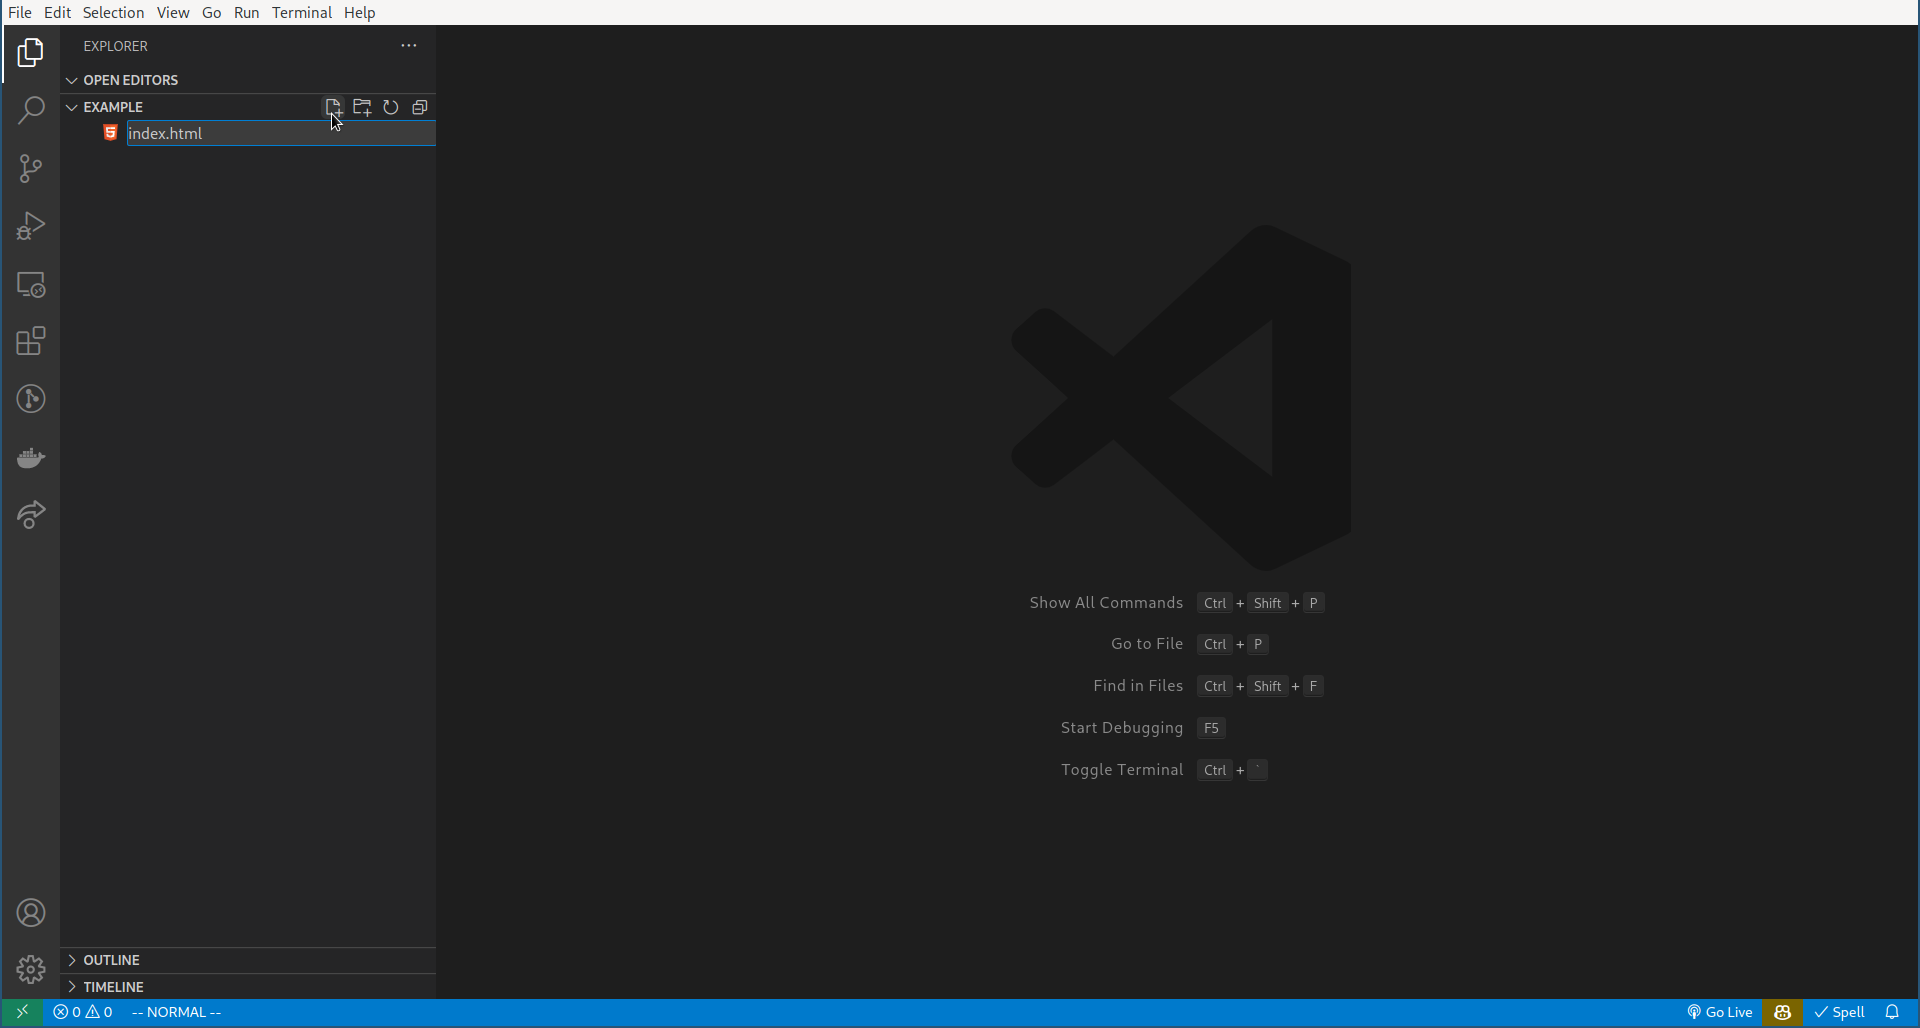 File Edit Selection View Go Run Terminal Help
EXPLORER
OPEN EDITORS
EXAMPLE
index.html
Show All Commands Ctrl + Shift + P
Go to File Ctrl + P
Find in Files Ctrl + Shift + F
Start Debugging F5
Toggle Terminal Ctrl + `
OUTLINE
TIMELINE
0 0 -- NORMAL -- Go Live Spell